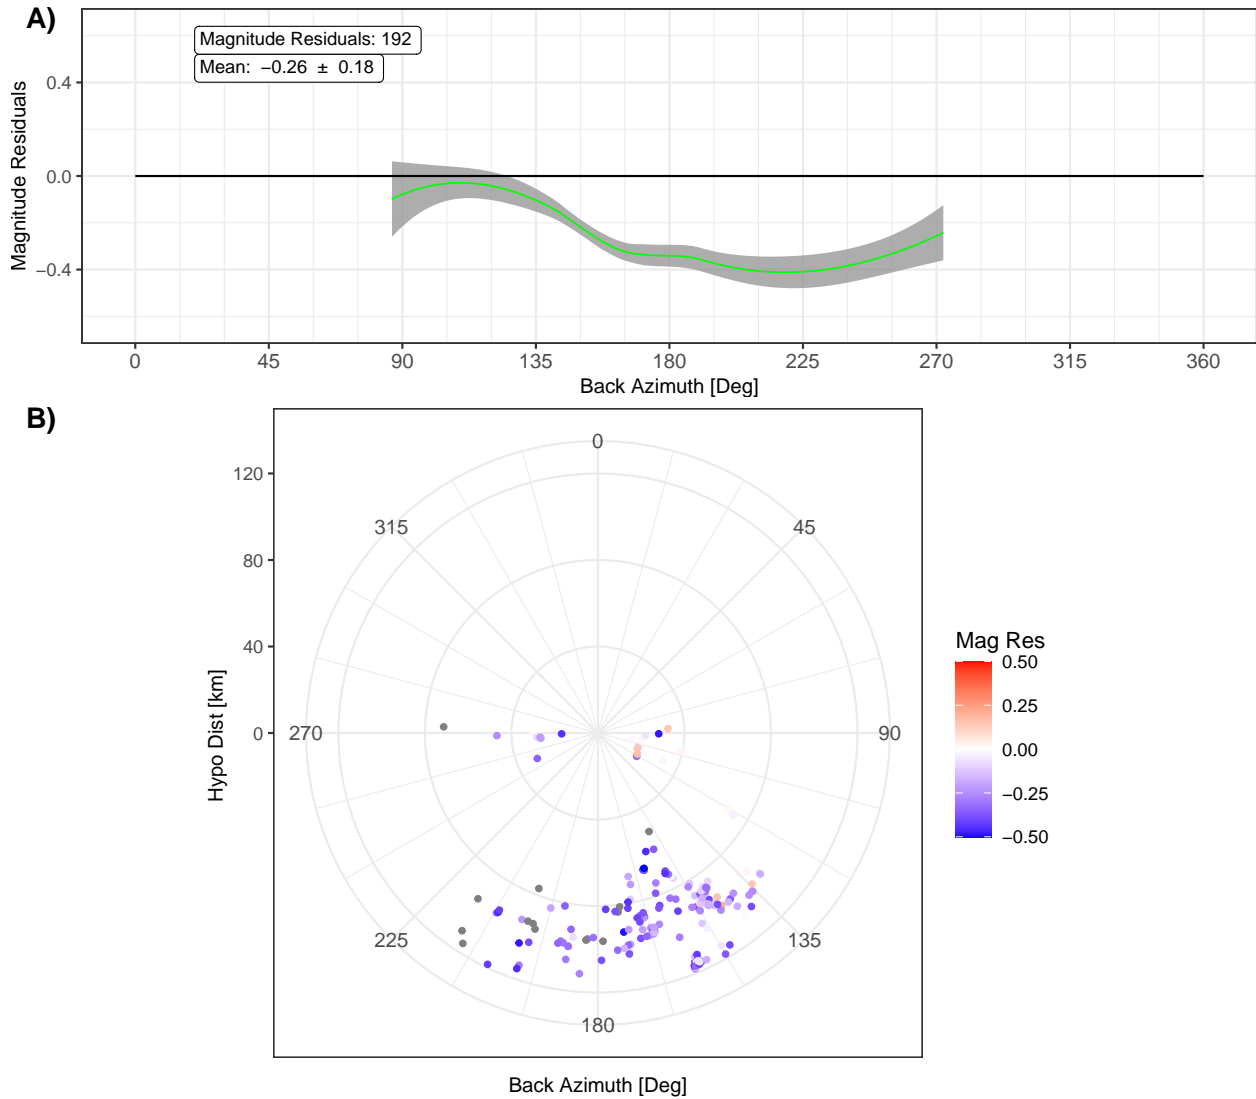 A)
Magnitude Residuals: 192
Mean: −0.26 ± 0.18
Magnitude Residuals
0.4
0.0
−0.4
0 45 90 135 180 225 270 315 360
Back Azimuth [Deg]
B)
Hypo Dist [km]
120
80
40
0
0
45
90
135
180
225
270
315
Back Azimuth [Deg]
Mag Res
0.50
0.25
0.00
−0.25
−0.50